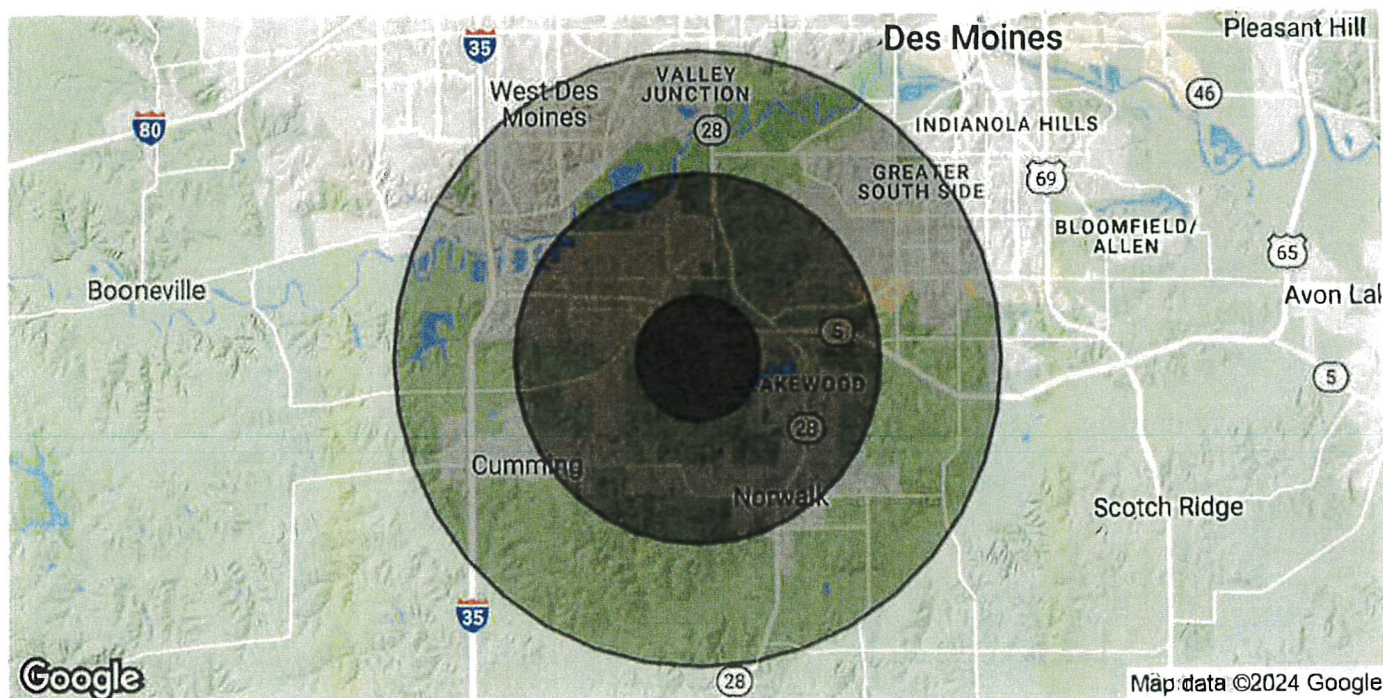 Des Moines
Pleasant Hill
35
VALLEY
JUNCTION
West Des
Moines
46
80
28
INDIANOLA HILLS
GREATER
SOUTH SIDE
69
BLOOMFIELD/
ALLEN
65
Booneville
Avon Lal
5
5
AKEWOOD
28
Cumming
Norwalk
Scotch Ridge
35
Google
28
Map data ©2024 Google